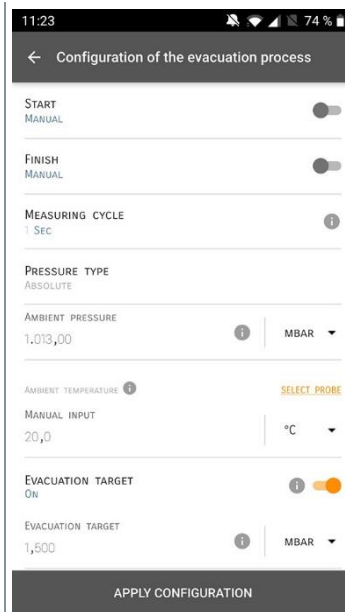 11:23
74 %
Configuration of the evacuation process
START
MANUAL
FINISH
MANUAL
MEASURING CYCLE
1 SEC
PRESSURE TYPE
ABSOLUTE
AMBIENT PRESSURE
1.013,00
MBAR
AMBIENT TEMPERATURE
SELECT PROBE
MANUAL INPUT
20,0
°C
EVACUATION TARGET
ON
EVACUATION TARGET
1,500
MBAR
APPLY CONFIGURATION